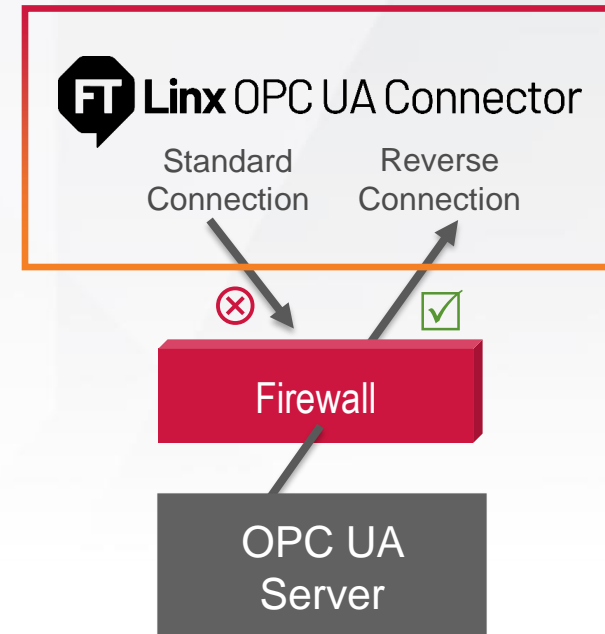 FT Linx OPC UA Connector
Standard Reverse
Connection Connection
Firewall
OPC UA
Server